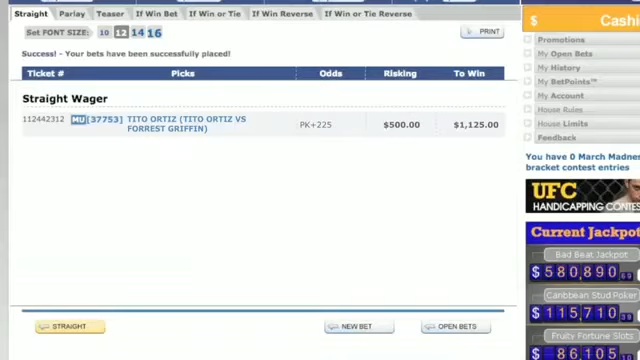 Straight Parlay Teaser If Win Bet If Win or Tie If Win Reverse If Win or Tie Reverse
Set FONT SIZE: 10 12 14 16
PRINT
Success! - Your bets have been successfully placed!
Ticket # Picks Odds Risking To Win
Straight Wager
112442312 MU [37753] TITO ORTIZ (TITO ORTIZ VS
FORREST GRIFFIN)
PK+225 $500.00 $1,125.00
STRAIGHT NEW BET OPEN BETS
$ Cashi
Promotions
My Open Bets
My History
My BetPoints™
My Account
House Rules
House Limits
Feedback
You have 0 March Madnes
bracket contest entries
UFC
HANDICAPPING CONTES
Current Jackpot
Bad Beat Jackpot
$580,890.69
Caribbean Stud Poker
$115,710
Fruity Fortune Slots
$ 86105